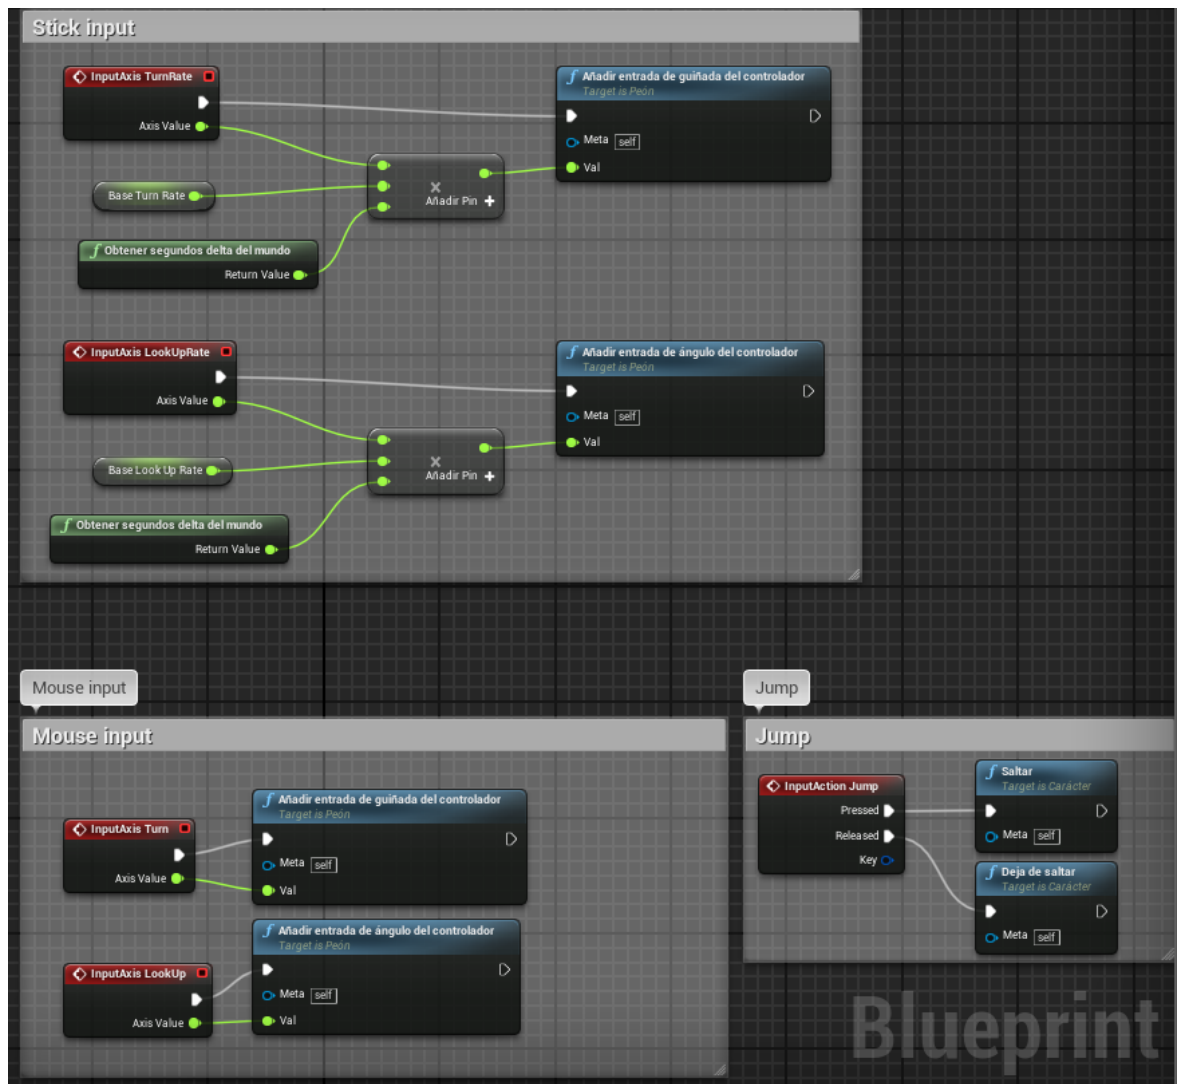 Stick input
InputAxis TurnRate
Axis Value
Base Turn Rate
Obtener segundos delta del mundo
Return Value
Añadir Pin
Añadir entrada de guiñada del controlador
Target is Peón
Meta self
Val
InputAxis LookUpRate
Axis Value
Base Look Up Rate
Obtener segundos delta del mundo
Return Value
Añadir Pin
Añadir entrada de ángulo del controlador
Target is Peón
Meta self
Val
Mouse input
Mouse input
InputAxis Turn
Axis Value
Añadir entrada de guiñada del controlador
Target is Peón
Meta self
Val
InputAxis LookUp
Axis Value
Añadir entrada de ángulo del controlador
Target is Peón
Meta self
Val
Jump
Jump
InputAction Jump
Pressed
Released
Key
Saltar
Target is Carácter
Meta self
Deja de saltar
Target is Carácter
Meta self
Blueprint